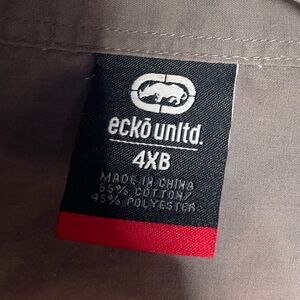 eckō unltd.
4XB
MADE IN CHINA
55% COTTON/
45% POLYESTER